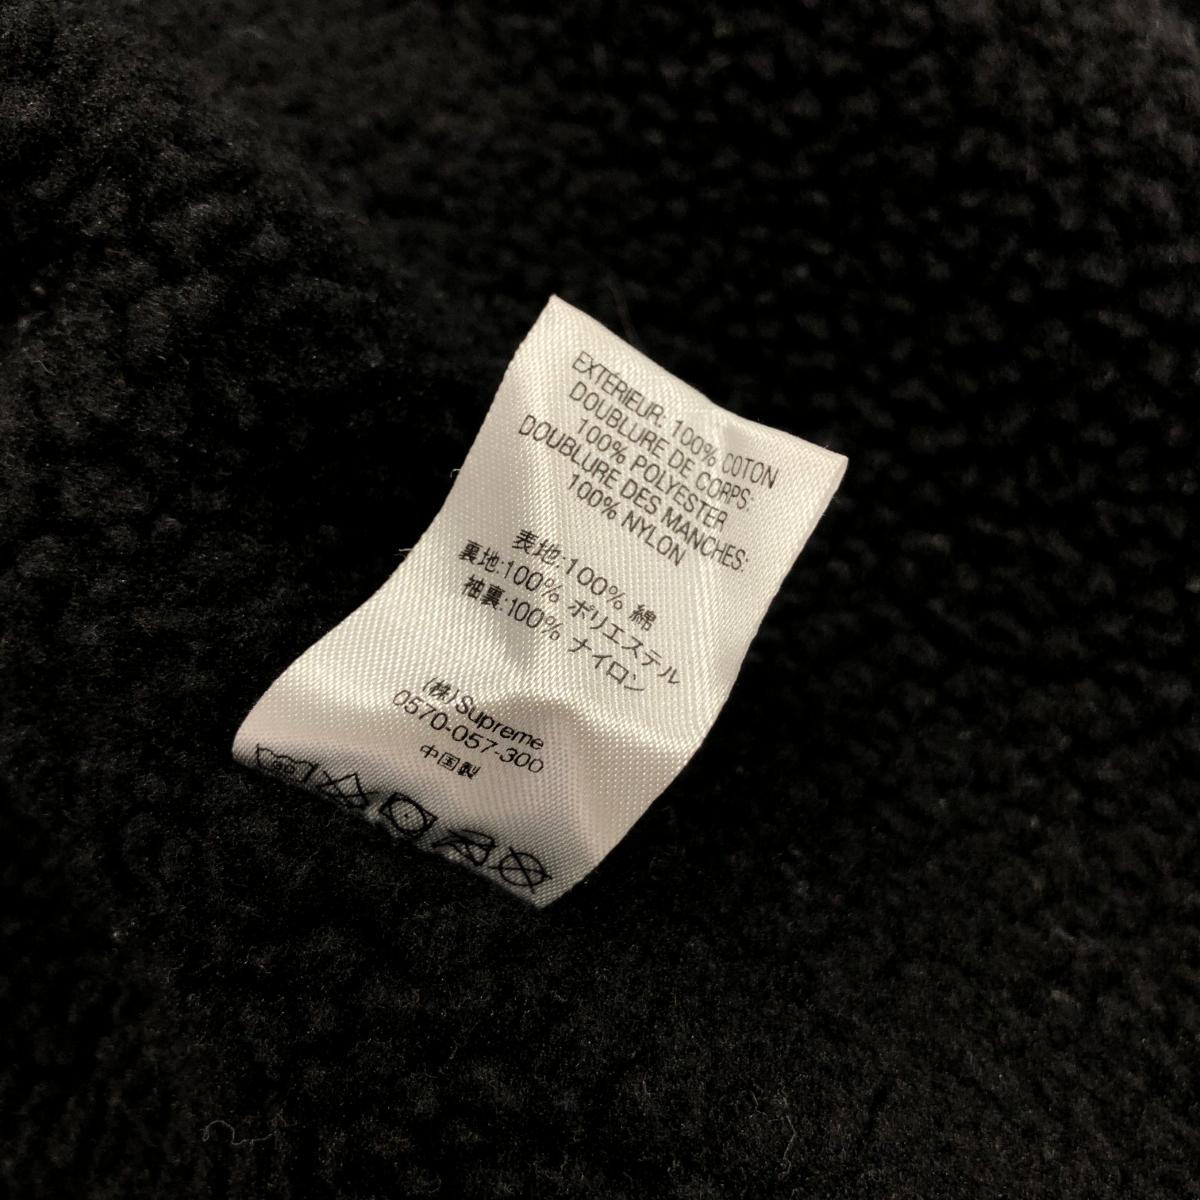 EXTÉRIEUR: 100% COTON
DOUBLURE DE CORPS:
100% POLYESTER
DOUBLURE DES MANCHES:
100% NYLON
表地:100% 綿
裏地:100% ポリエステル
袖裏:100% ナイロン
(株)Supreme
0570-057-300
中国製